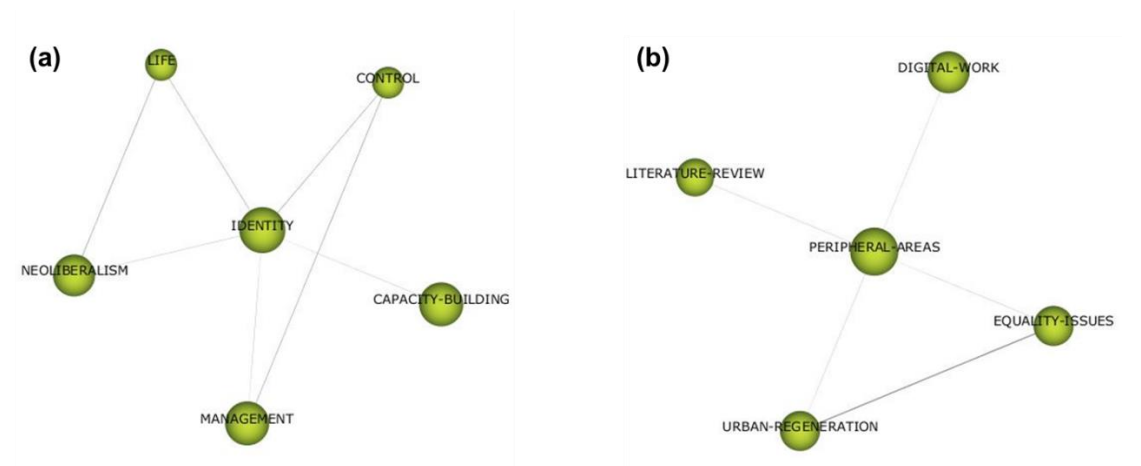 (a)
LIFE
CONTROL
IDENTITY
NEOLIBERALISM
CAPACITY-BUILDING
MANAGEMENT
(b)
DIGITAL-WORK
LITERATURE-REVIEW
PERIPHERAL-AREAS
EQUALITY-ISSUES
URBAN-REGENERATION